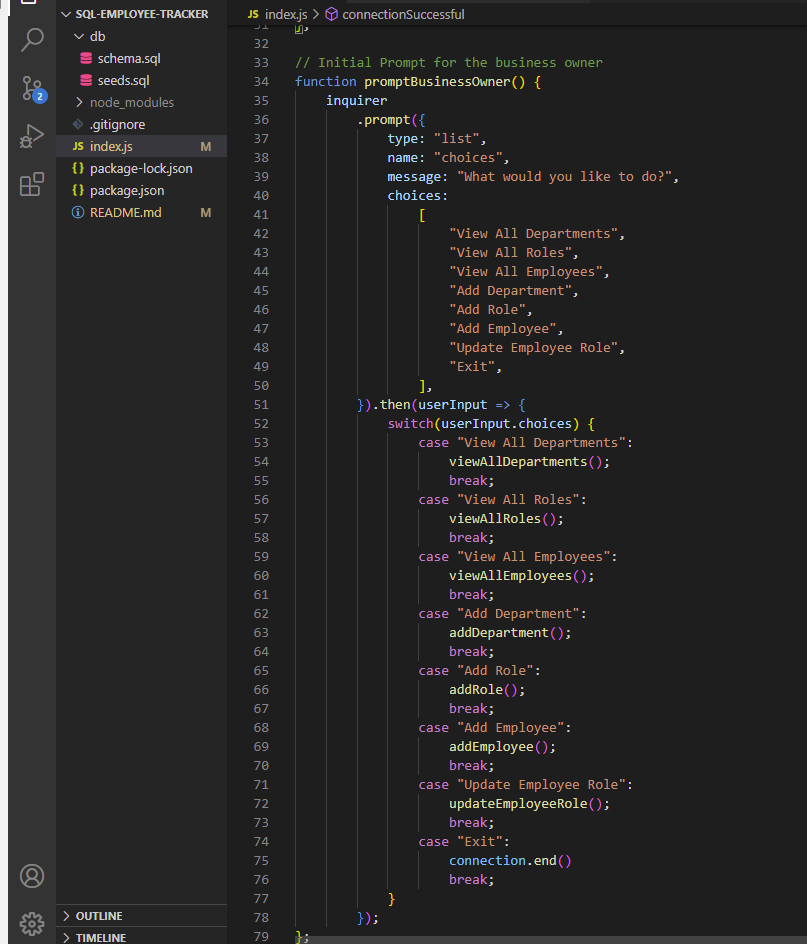 SQL-EMPLOYEE-TRACKER
db
schema.sql
seeds.sql
node_modules
.gitignore
JS index.js M
{} package-lock.json
{} package.json
README.md M
2
OUTLINE
TIMELINE
JS index.js > connectionSuccessful
31 };
32
33 // Initial Prompt for the business owner
34 function promptBusinessOwner() {
35 inquirer
36 .prompt({
37 type: "list",
38 name: "choices",
39 message: "What would you like to do?",
40 choices:
41 [
42 "View All Departments",
43 "View All Roles",
44 "View All Employees",
45 "Add Department",
46 "Add Role",
47 "Add Employee",
48 "Update Employee Role",
49 "Exit",
50 ],
51 }).then(userInput => {
52 switch(userInput.choices) {
53 case "View All Departments":
54 viewAllDepartments();
55 break;
56 case "View All Roles":
57 viewAllRoles();
58 break;
59 case "View All Employees":
60 viewAllEmployees();
61 break;
62 case "Add Department":
63 addDepartment();
64 break;
65 case "Add Role":
66 addRole();
67 break;
68 case "Add Employee":
69 addEmployee();
70 break;
71 case "Update Employee Role":
72 updateEmployeeRole();
73 break;
74 case "Exit":
75 connection.end()
76 break;
77 }
78 });
79 };